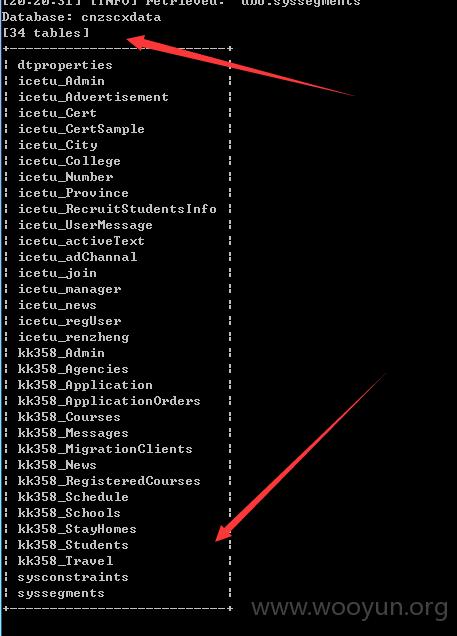 [20:20:31] [INFO] retrieved: "dbo.syssegments"
Database: cnzscxdata
[34 tables]
+---------------------------+
| dtproperties |
| icetu_Admin |
| icetu_Advertisement |
| icetu_Cert |
| icetu_CertSample |
| icetu_City |
| icetu_College |
| icetu_Number |
| icetu_Province |
| icetu_RecruitStudentsInfo |
| icetu_UserMessage |
| icetu_activeText |
| icetu_adChannal |
| icetu_join |
| icetu_manager |
| icetu_news |
| icetu_regUser |
| icetu_renzheng |
| kk358_Admin |
| kk358_Agencies |
| kk358_Application |
| kk358_ApplicationOrders |
| kk358_Courses |
| kk358_Messages |
| kk358_MigrationClients |
| kk358_News |
| kk358_RegisteredCourses |
| kk358_Schedule |
| kk358_Schools |
| kk358_StayHomes |
| kk358_Students |
| kk358_Travel |
| sysconstraints |
| syssegments |
+---------------------------+
www.wooyun.org